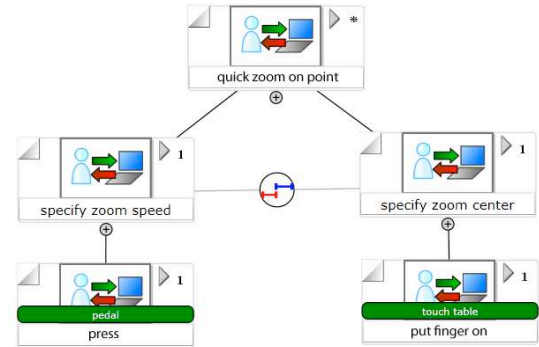 *
quick zoom on point
1
specify zoom speed
1
specify zoom center
1
pedal
press
1
touch table
put finger on